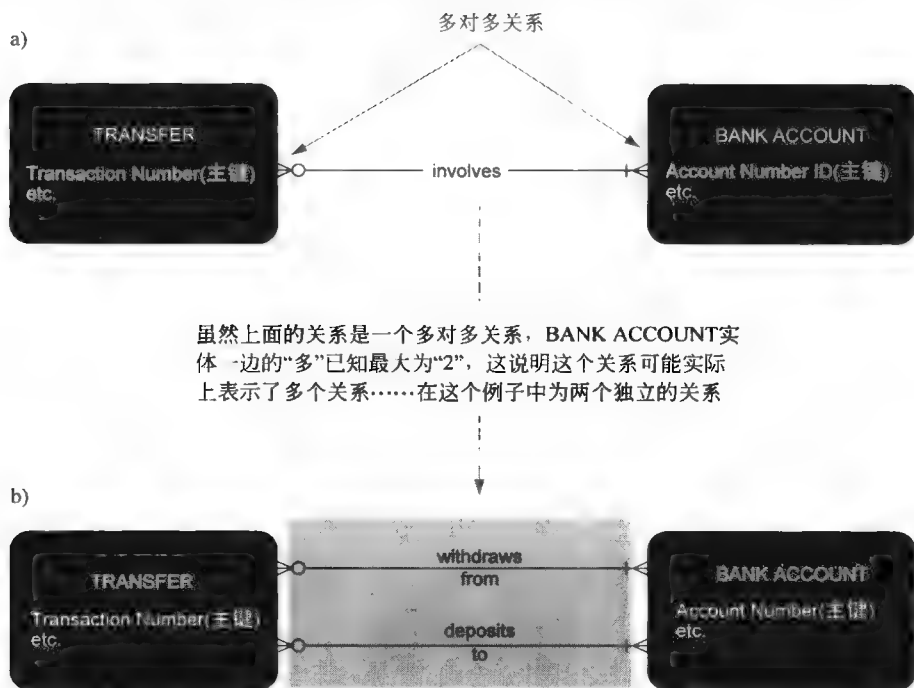 多对多关系
a)
TRANSFER
Transaction Number(主键)
etc.
involves
BANK ACCOUNT
Account Number ID(主键)
etc.
虽然上面的关系是一个多对多关系，BANK ACCOUNT实
体一边的“多”已知最大为“2”，这说明这个关系可能实际
上表示了多个关系……在这个例子中为两个独立的关系
b)
TRANSFER
Transaction Number(主键)
etc.
withdraws
from
deposits
to
BANK ACCOUNT
Account Number(主键)
etc.